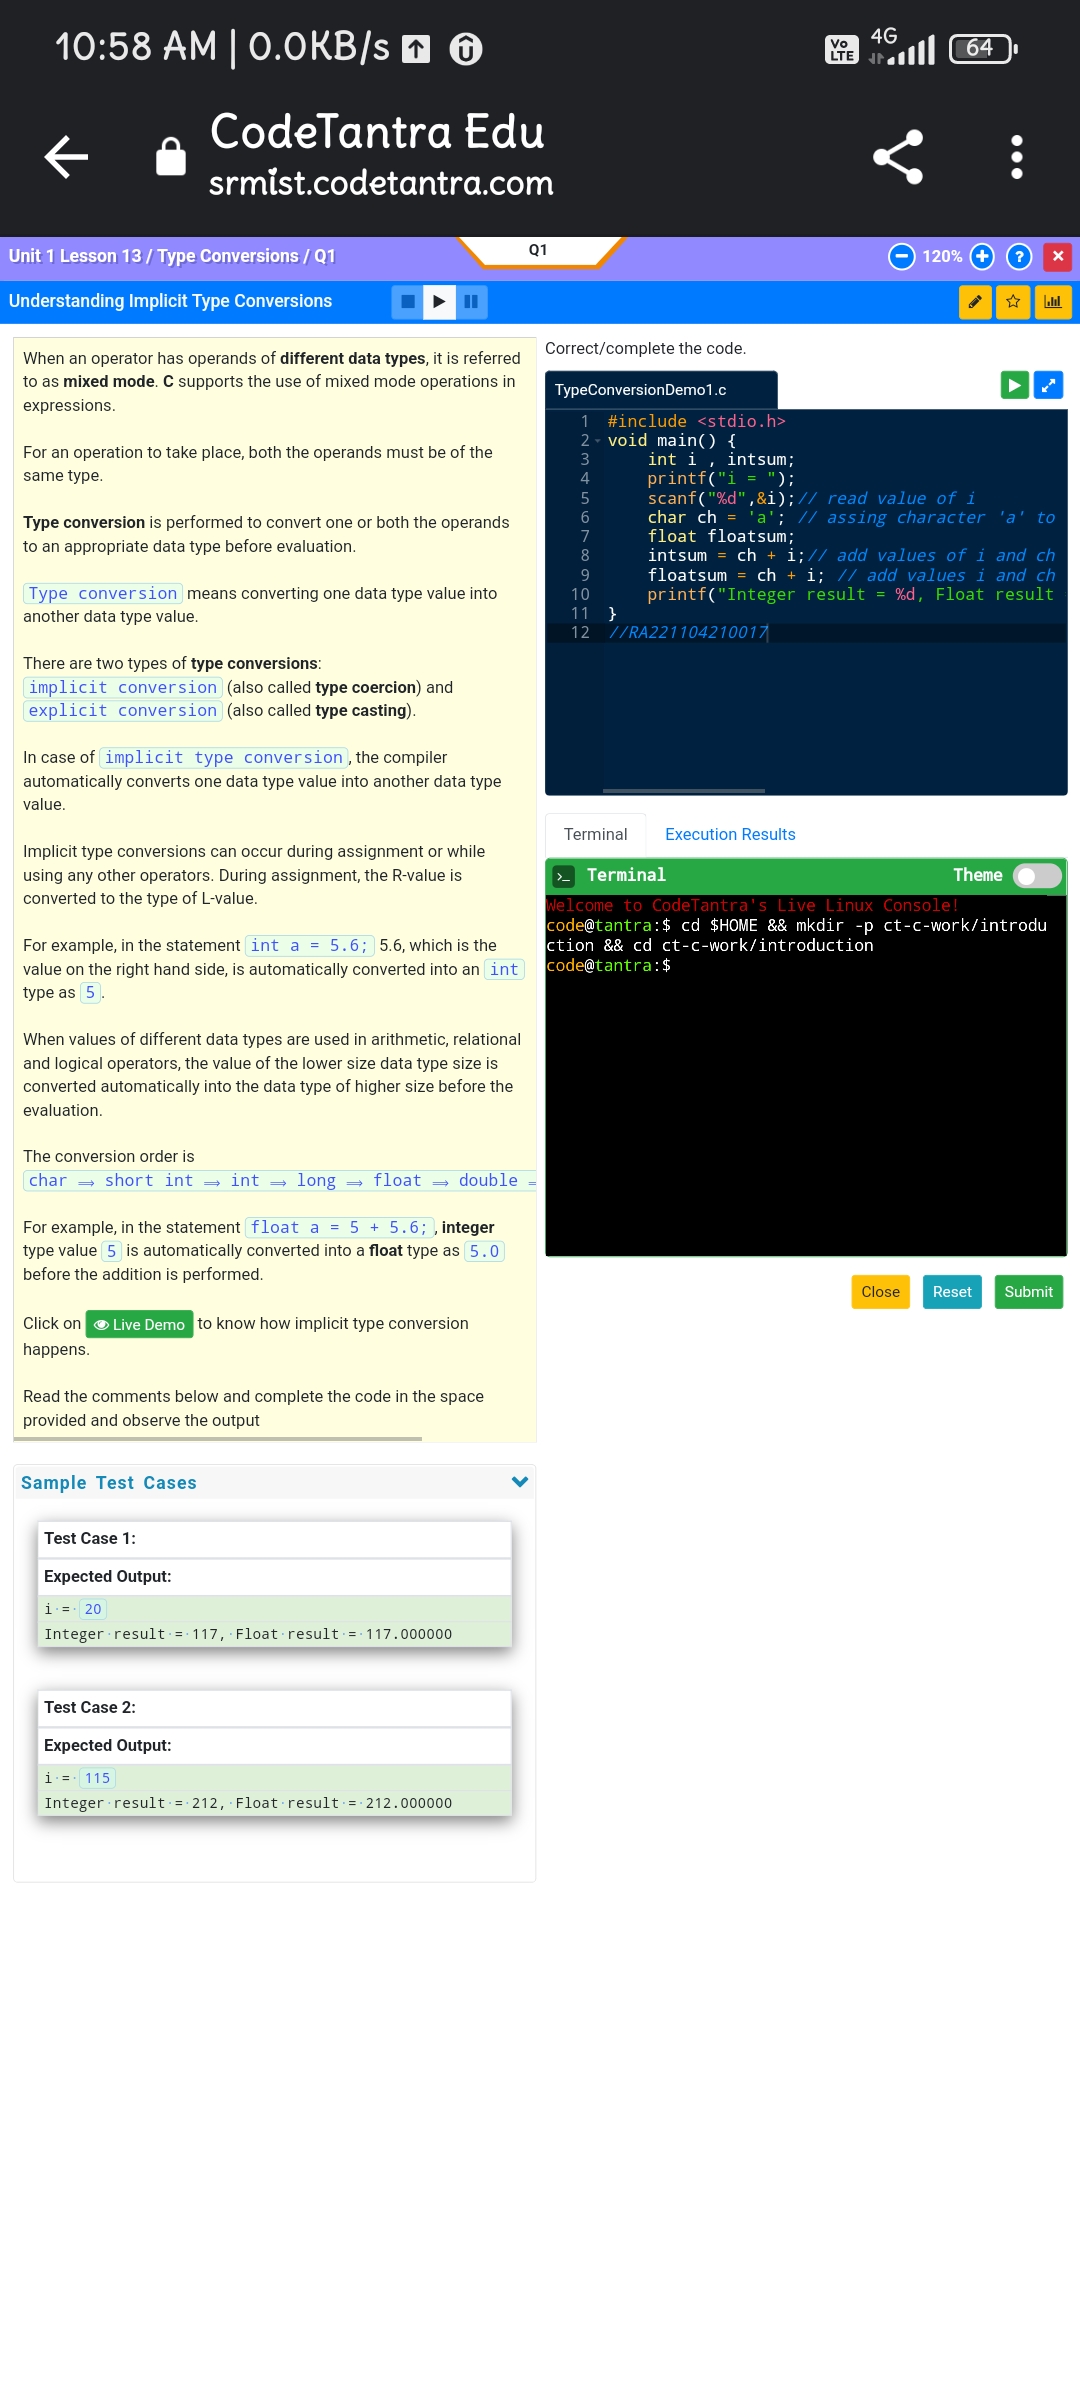 10:58 AM | 0.0KB/s
Vo LTE 4G 64
CodeTantra Edu
srmist.codetantra.com
Unit 1 Lesson 13 / Type Conversions / Q1
Q1
120%
?
Understanding Implicit Type Conversions
When an operator has operands of different data types, it is referred
to as mixed mode. C supports the use of mixed mode operations in
expressions.
For an operation to take place, both the operands must be of the
same type.
Type conversion is performed to convert one or both the operands
to an appropriate data type before evaluation.
Type conversion means converting one data type value into
another data type value.
There are two types of type conversions:
implicit conversion (also called type coercion) and
explicit conversion (also called type casting).
In case of implicit type conversion, the compiler
automatically converts one data type value into another data type
value.
Implicit type conversions can occur during assignment or while
using any other operators. During assignment, the R-value is
converted to the type of L-value.
For example, in the statement int a = 5.6; 5.6, which is the
value on the right hand side, is automatically converted into an int
type as 5.
When values of different data types are used in arithmetic, relational
and logical operators, the value of the lower size data type size is
converted automatically into the data type of higher size before the
evaluation.
The conversion order is
char ⟹ short int ⟹ int ⟹ long ⟹ float ⟹ double =
For example, in the statement float a = 5 + 5.6;, integer
type value 5 is automatically converted into a float type as 5.0
before the addition is performed.
Click on Live Demo to know how implicit type conversion
happens.
Read the comments below and complete the code in the space
provided and observe the output
Sample Test Cases
Test Case 1:
Expected Output:
i = 20
Integer result = 117, Float result = 117.000000
Test Case 2:
Expected Output:
i = 115
Integer result = 212, Float result = 212.000000
Correct/complete the code.
TypeConversionDemo1.c
1 #include <stdio.h>
2 void main() {
3 int i , intsum;
4 printf("i = ");
5 scanf("%d",&i);// read value of i
6 char ch = 'a'; // assing character 'a' to
7 float floatsum;
8 intsum = ch + i;// add values of i and ch
9 floatsum = ch + i; // add values i and ch
10 printf("Integer result = %d, Float result
11 }
12 //RA221104210017
Terminal
Execution Results
>_ Terminal
Theme
Welcome to CodeTantra's Live Linux Console!
code@tantra:$ cd $HOME && mkdir -p ct-c-work/introdu
ction && cd ct-c-work/introduction
code@tantra:$
Close
Reset
Submit